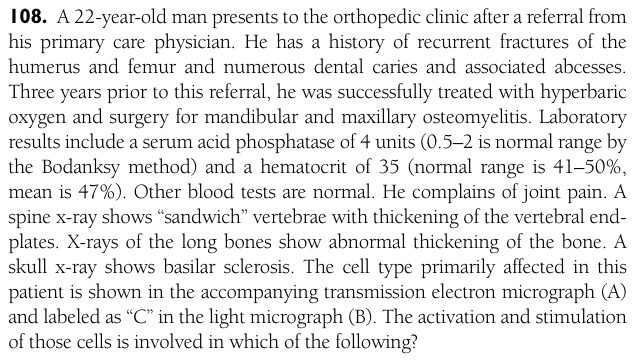 108. A 22-year-old man presents to the orthopedic clinic after a referral from
his primary care physician. He has a history of recurrent fractures of the
humerus and femur and numerous dental caries and associated abcesses.
Three years prior to this referral, he was successfully treated with hyperbaric
oxygen and surgery for mandibular and maxillary osteomyelitis. Laboratory
results include a serum acid phosphatase of 4 units (0.5–2 is normal range by
the Bodanksy method) and a hematocrit of 35 (normal range is 41–50%,
mean is 47%). Other blood tests are normal. He complains of joint pain. A
spine x-ray shows “sandwich” vertebrae with thickening of the vertebral end-
plates. X-rays of the long bones show abnormal thickening of the bone. A
skull x-ray shows basilar sclerosis. The cell type primarily affected in this
patient is shown in the accompanying transmission electron micrograph (A)
and labeled as “C” in the light micrograph (B). The activation and stimulation
of those cells is involved in which of the following?